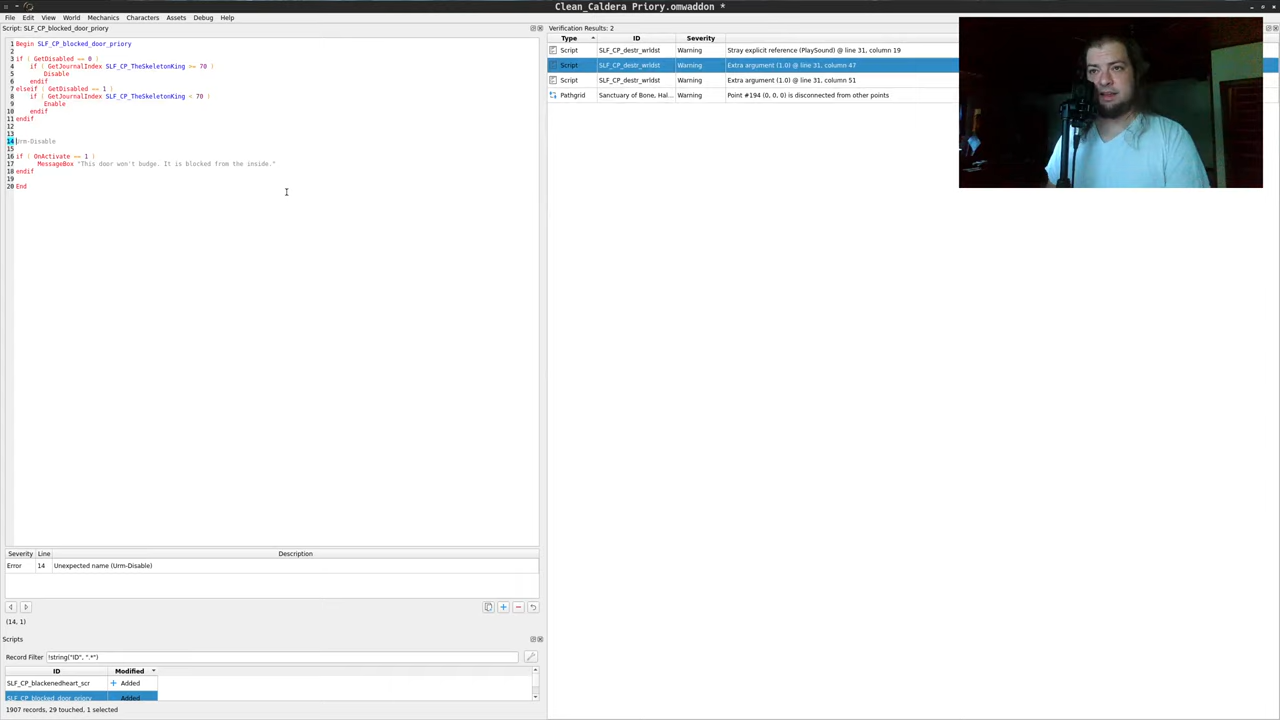 Clean_Caldera Priory.omwaddon *
File Edit View World Mechanics Characters Assets Debug Help
Script: SLF_CP_blocked_door_priory
1 Begin SLF_CP_blocked_door_priory
2
3 if ( GetDisabled == 0 )
4 if ( GetJournalIndex SLF_CP_TheSkeletonKing >= 70 )
5 Disable
6 endif
7 elseif ( GetDisabled == 1 )
8 if ( GetJournalIndex SLF_CP_TheSkeletonKing < 70 )
9 Enable
10 endif
11 endif
12
13
14 Urm-Disable
15
16 if ( OnActivate == 1 )
17 MessageBox "This door won't budge. It is blocked from the inside."
18 endif
19
20 End
Severity Line Description
Error 14 Unexpected name (Urm-Disable)
(14, 1)
Scripts
Record Filter !string("ID", ".*")
ID Modified
SLF_CP_blackenedheart_scr Added
SLF_CP_blocked_door_priory Added
1907 records, 29 touched, 1 selected
Verification Results: 2
Type ID Severity
Script SLF_CP_destr_wrldst Warning Stray explicit reference (PlaySound) @ line 31, column 19
Script SLF_CP_destr_wrldst Warning Extra argument (1.0) @ line 31, column 47
Script SLF_CP_destr_wrldst Warning Extra argument (1.0) @ line 31, column 51
Pathgrid Sanctuary of Bone, Hal... Warning Point #194 (0, 0, 0) is disconnected from other points